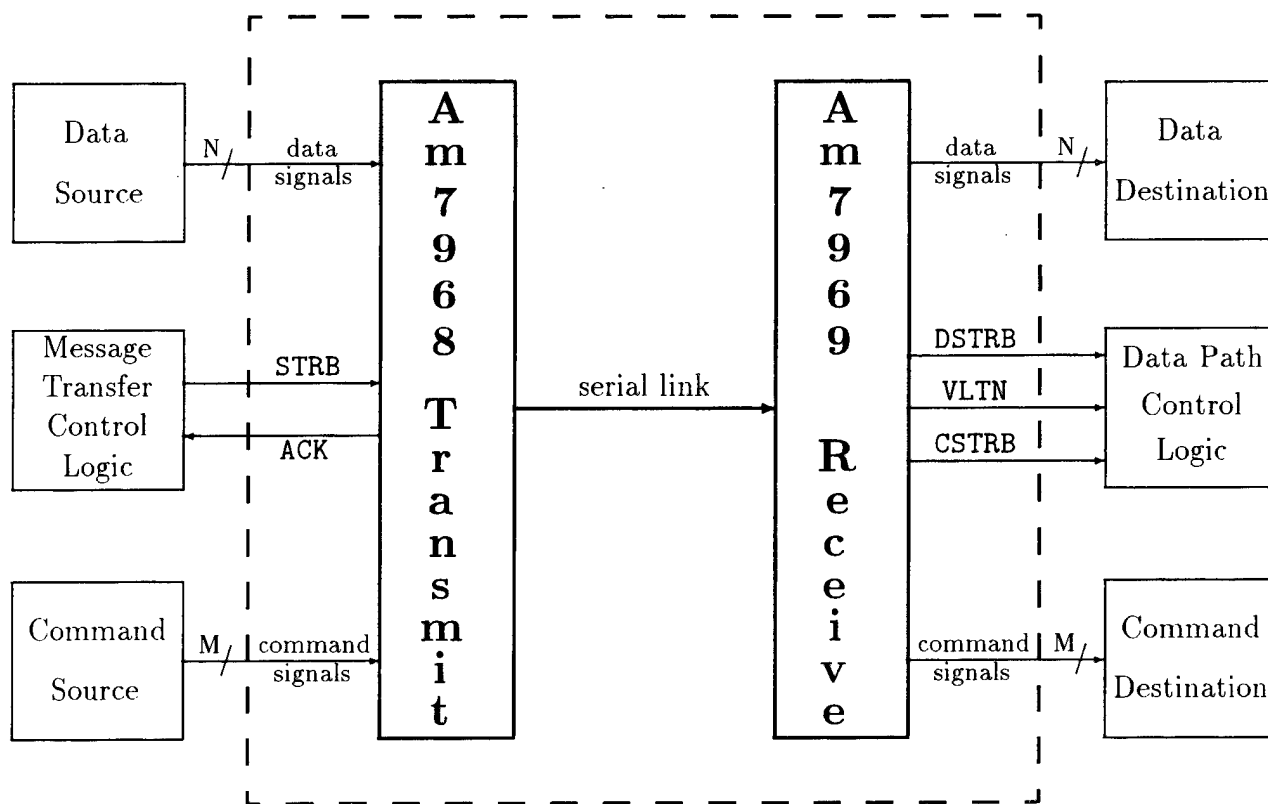 Data
Source
N
data
signals
Message
Transfer
Control
Logic
STRB
ACK
Command
Source
M
command
signals
Am7968 Transmit
serial link
Am7969 Receive
data
signals
N
Data
Destination
DSTRB
VLTN
CSTRB
Data Path
Control
Logic
command
signals
M
Command
Destination